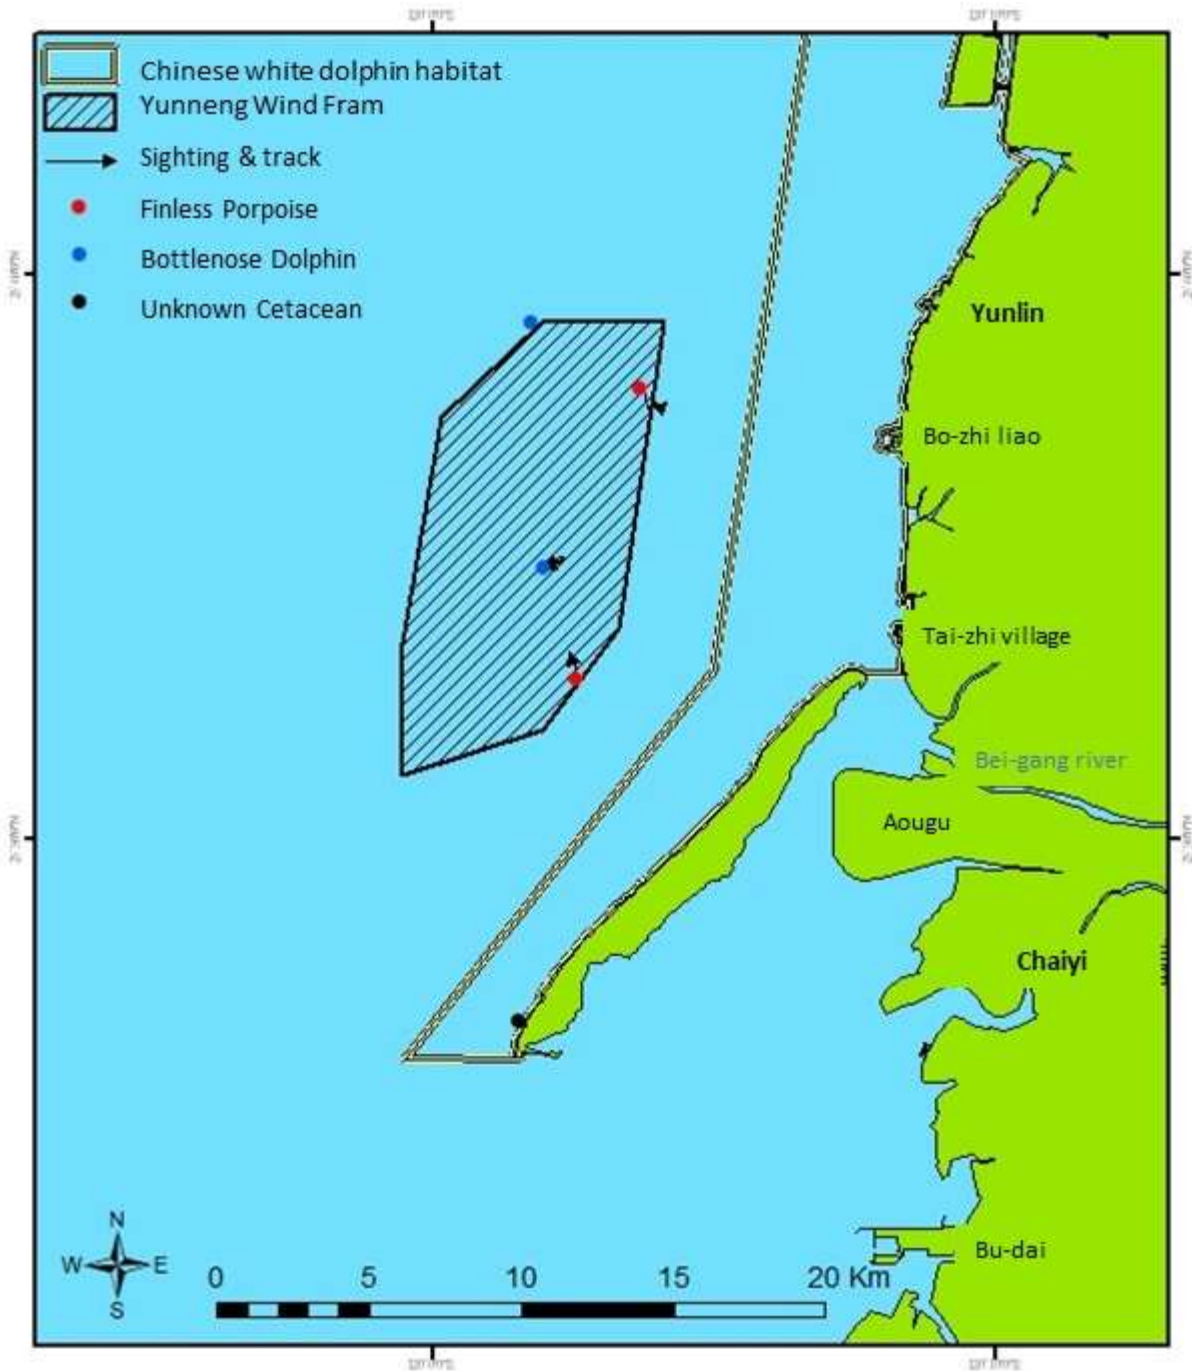 Chinese white dolphin habitat
Yunneng Wind Fram
Sighting & track
Finless Porpoise
Bottlenose Dolphin
Unknown Cetacean
Yunlin
Bo-zhi liao
Tai-zhi village
Bei-gang river
Aougu
Chaiyi
Bu-dai
N
W E
S
0 5 10 15 20 Km